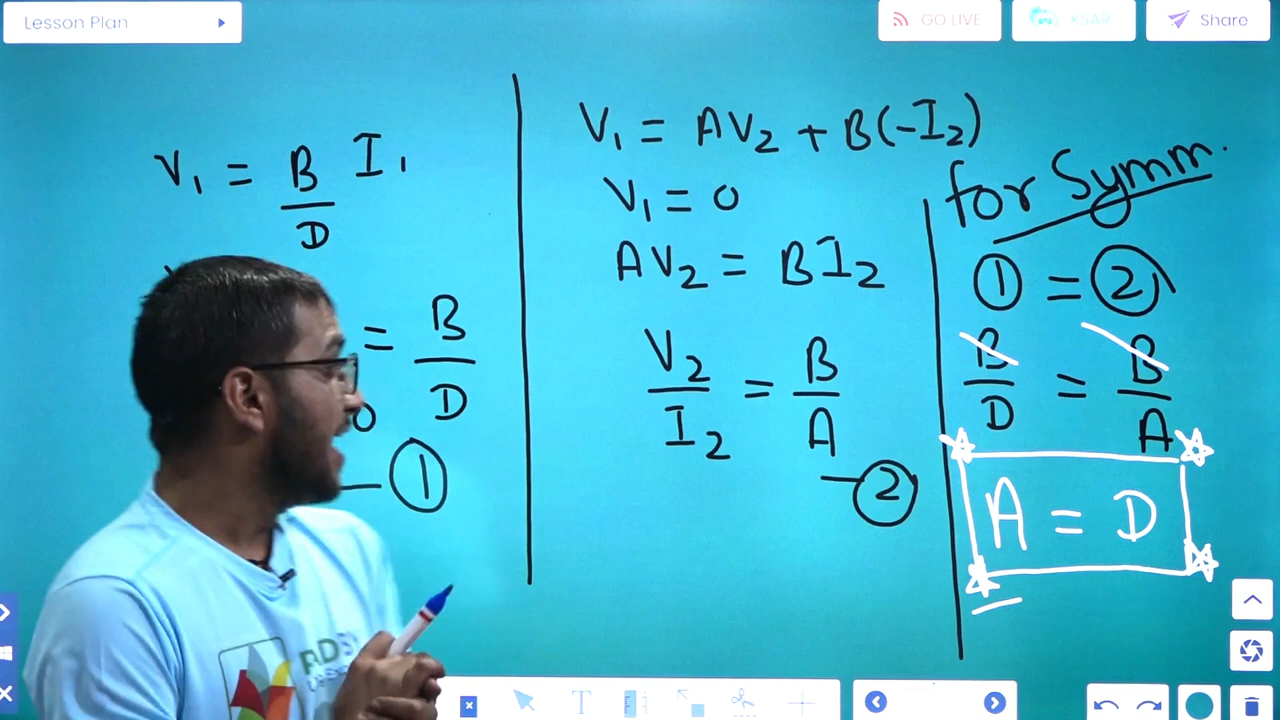 Lesson Plan
GO LIVE
KSAR
Share
V₁ = B/D I₁
= B/D
0
— ①
V₁ = AV₂ + B(-I₂)
V₁ = 0
AV₂ = BI₂
V₂/I₂ = B/A
— ②
for Symm.
① = ②
B/D = B/A
A = D
T